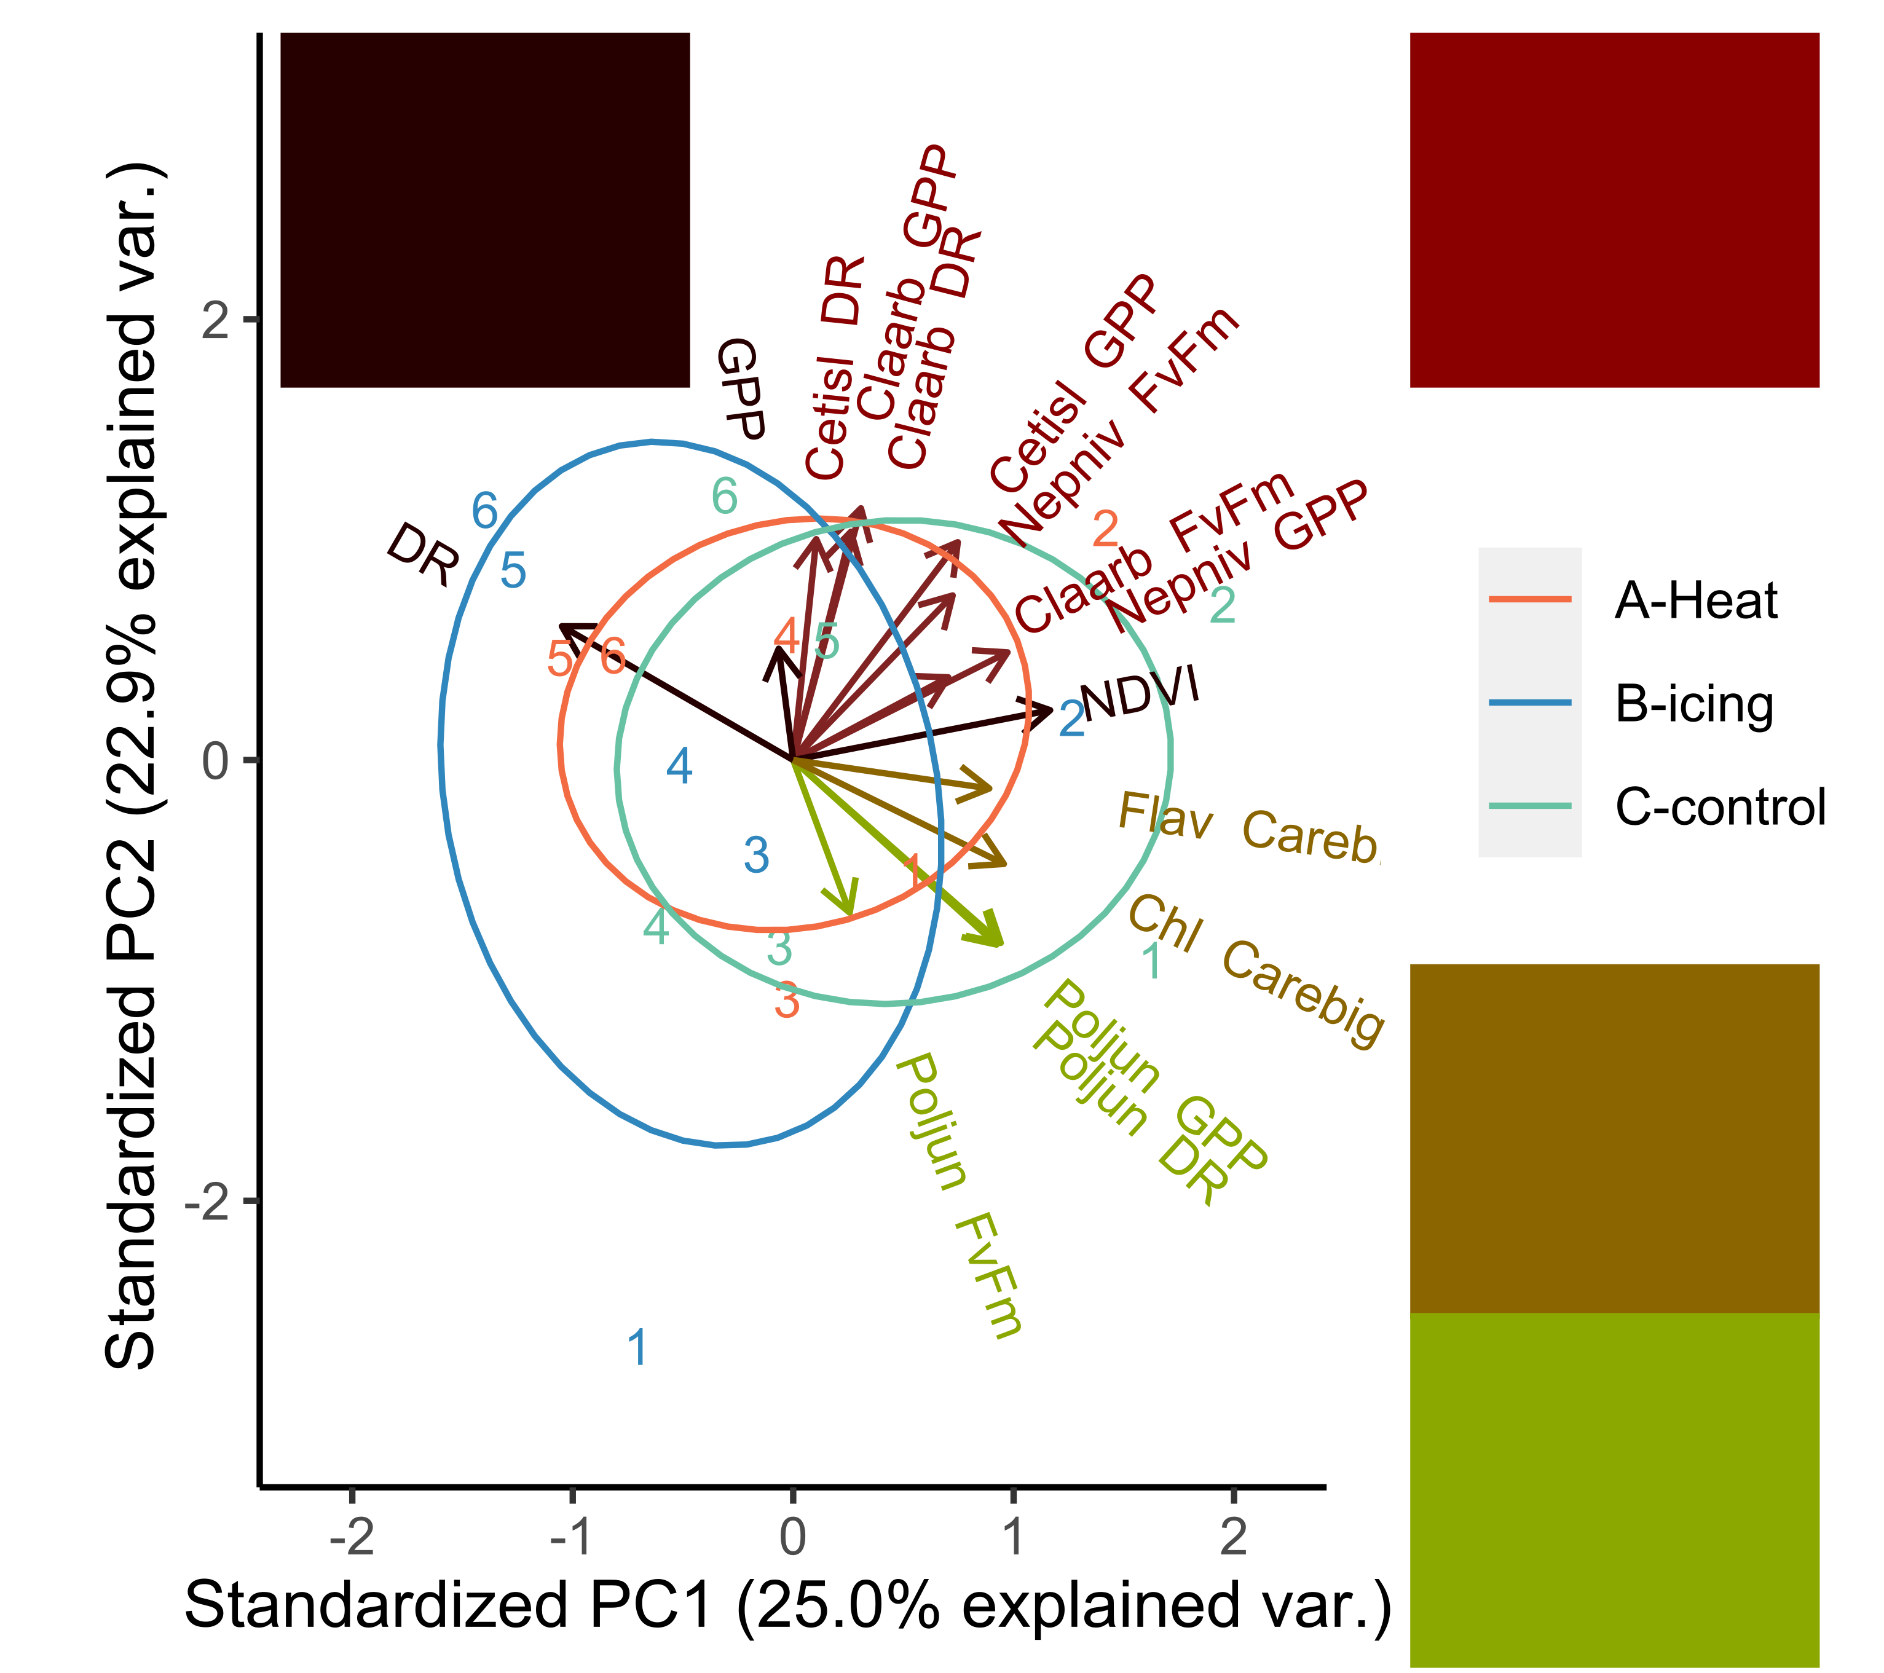 Standardized PC2 (22.9% explained var.)
2
0
-2
GPP
DR
Cetisl DR
Claarb GPP
Claarb DR
Cetisl GPP
Nepniv FvFm
Claarb FvFm
Nepniv GPP
NDVI
Flav Careb
Chl Carebig
Poljun GPP
Poljun DR
Poljun FvFm
6
6
2
5
2
4
5
5
6
2
4
3
1
4
3
1
3
1
A-Heat
B-icing
C-control
-2
-1
0
1
2
Standardized PC1 (25.0% explained var.)